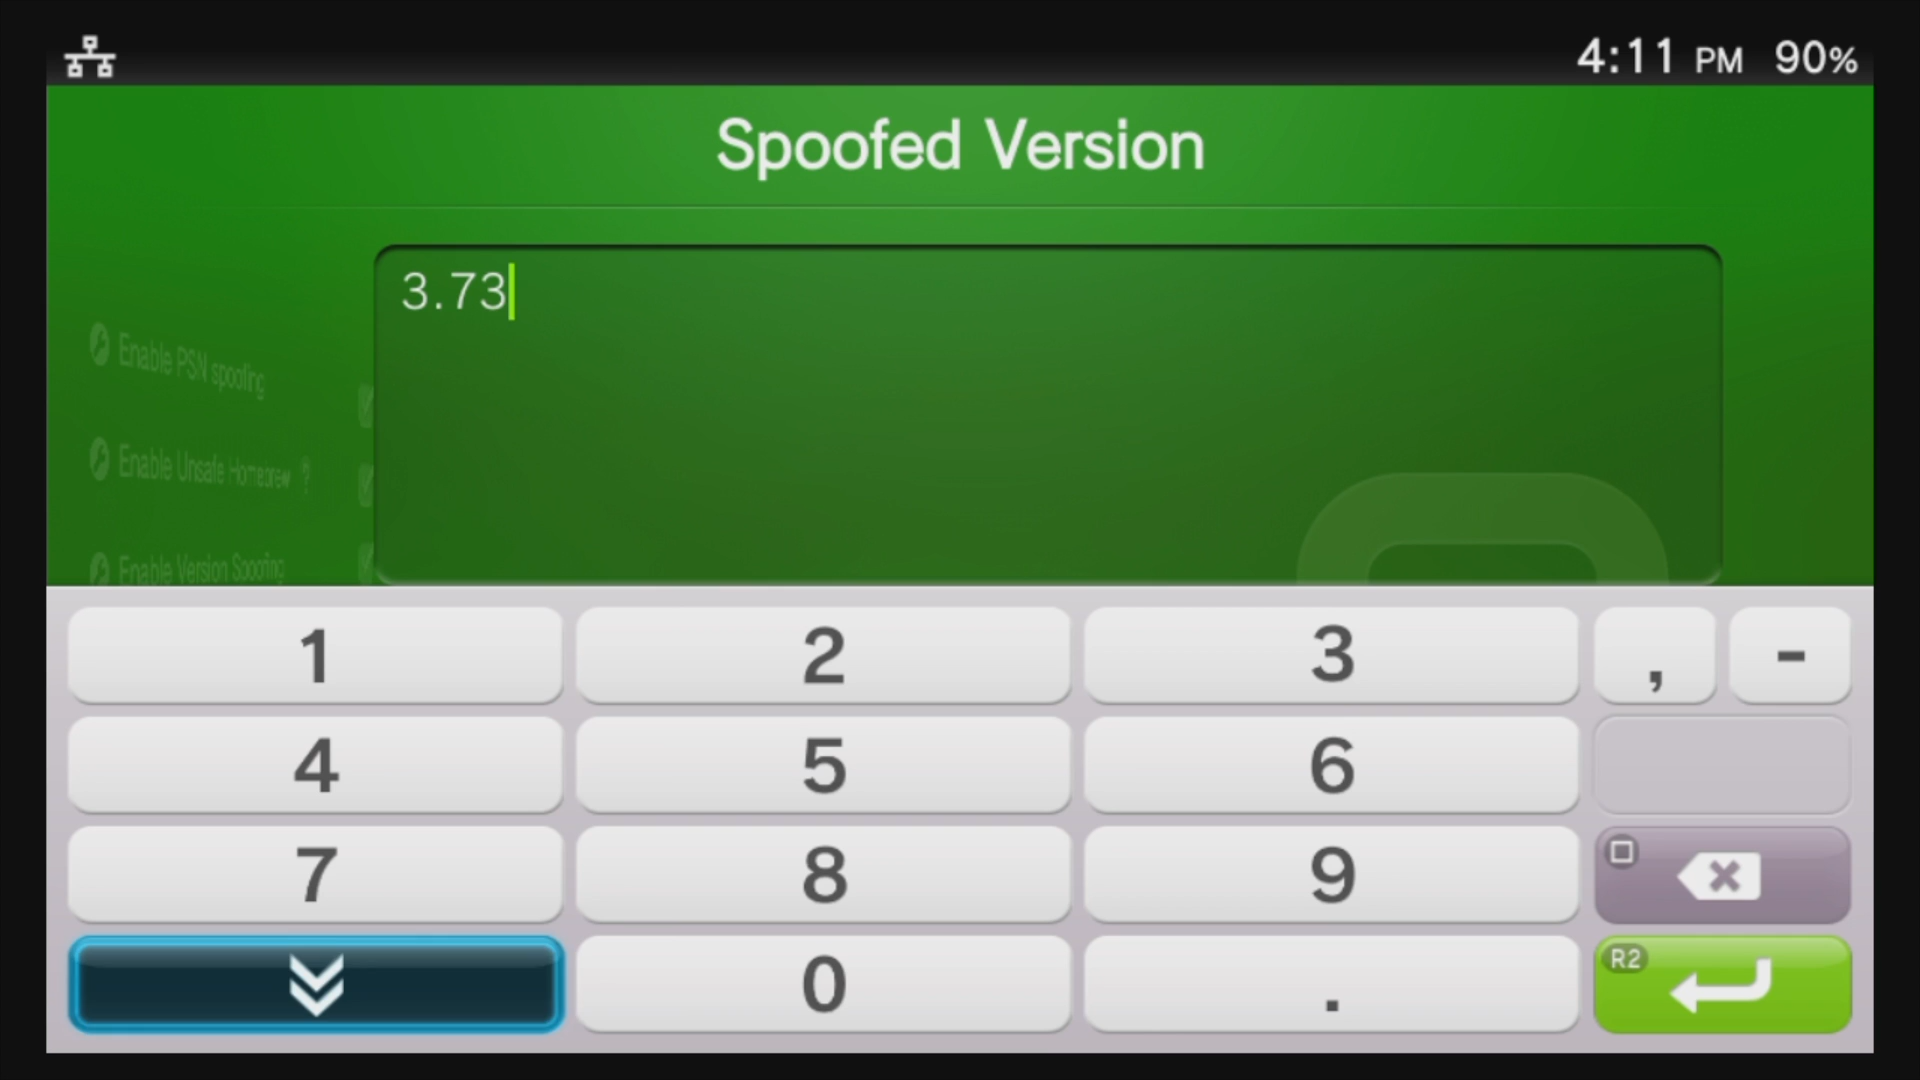 4:11 PM 90%
Spoofed Version
3.73
Enable PSN spoofing
Enable Unsafe Homebrew ?
Enable Version Spoofing
1 2 3 , -
4 5 6
7 8 9
R2
0 .